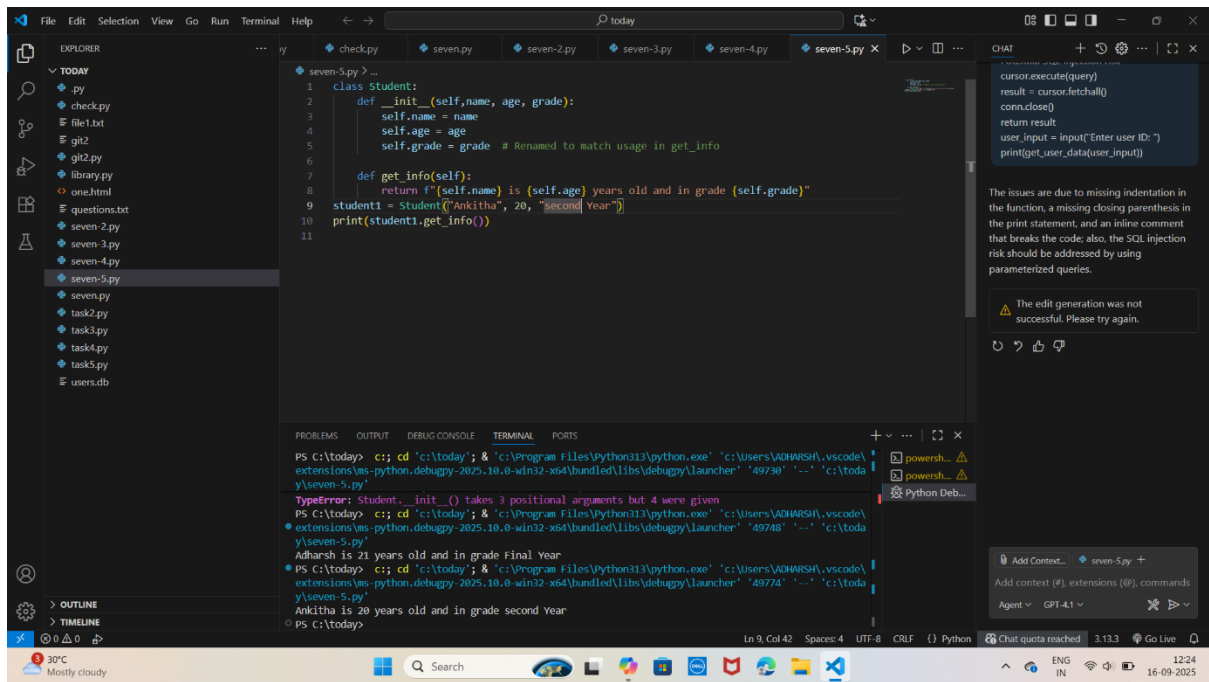 File Edit Selection View Go Run Terminal Help
today
EXPLORER
TODAY
.py
check.py
file1.txt
git2
git2.py
library.py
one.html
questions.txt
seven-2.py
seven-3.py
seven-4.py
seven-5.py
seven.py
task2.py
task3.py
task4.py
task5.py
users.db
OUTLINE
TIMELINE
check.py seven.py seven-2.py seven-3.py seven-4.py seven-5.py
seven-5.py > ...
1 class Student:
2 def __init__(self,name, age, grade):
3 self.name = name
4 self.age = age
5 self.grade = grade # Renamed to match usage in get_info
6
7 def get_info(self):
8 return f"{self.name} is {self.age} years old and in grade {self.grade}"
9 student1 = Student("Ankitha", 20, "second Year")
10 print(student1.get_info())
11
PROBLEMS OUTPUT DEBUG CONSOLE TERMINAL PORTS
PS C:\today> c:; cd 'c:\today'; & 'c:\Program Files\Python313\python.exe' 'c:\Users\ADHARSH\.vscode\
extensions\ms-python.debugpy-2025.10.0-win32-x64\bundled\libs\debugpy\launcher' '49730' '--' 'c:\toda
y\seven-5.py'
TypeError: Student.__init__() takes 3 positional arguments but 4 were given
PS C:\today> c:; cd 'c:\today'; & 'c:\Program Files\Python313\python.exe' 'c:\Users\ADHARSH\.vscode\
extensions\ms-python.debugpy-2025.10.0-win32-x64\bundled\libs\debugpy\launcher' '49748' '--' 'c:\toda
y\seven-5.py'
Adharsh is 21 years old and in grade Final Year
PS C:\today> c:; cd 'c:\today'; & 'c:\Program Files\Python313\python.exe' 'c:\Users\ADHARSH\.vscode\
extensions\ms-python.debugpy-2025.10.0-win32-x64\bundled\libs\debugpy\launcher' '49774' '--' 'c:\toda
y\seven-5.py'
Ankitha is 20 years old and in grade second Year
PS C:\today>
powersh...
powersh...
Python Deb...
CHAT
cursor.execute(query)
result = cursor.fetchall()
conn.close()
return result
user_input = input("Enter user ID: ")
print(get_user_data(user_input))
The issues are due to missing indentation in
the function, a missing closing parenthesis in
the print statement, and an inline comment
that breaks the code; also, the SQL injection
risk should be addressed by using
parameterized queries.
The edit generation was not
successful. Please try again.
Add Context... seven-5.py +
Add context (#), extensions (@), commands
Agent GPT-4.1
0 0 Ln 9, Col 42 Spaces: 4 UTF-8 CRLF {} Python Chat quota reached 3.13.3 Go Live
3
30°C
Mostly cloudy
Search
ENG
IN
12:24
16-09-2025